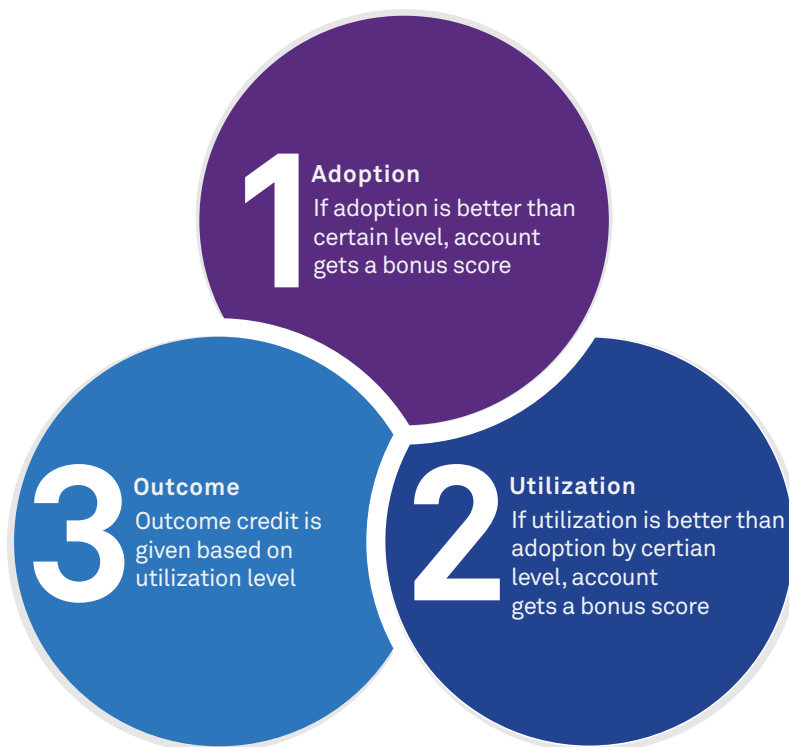 1
Adoption
If adoption is better than
certain level, account
gets a bonus score
3
Outcome
Outcome credit is
given based on
utilization level
2
Utilization
If utilization is better than
adoption by certian
level, account
gets a bonus score